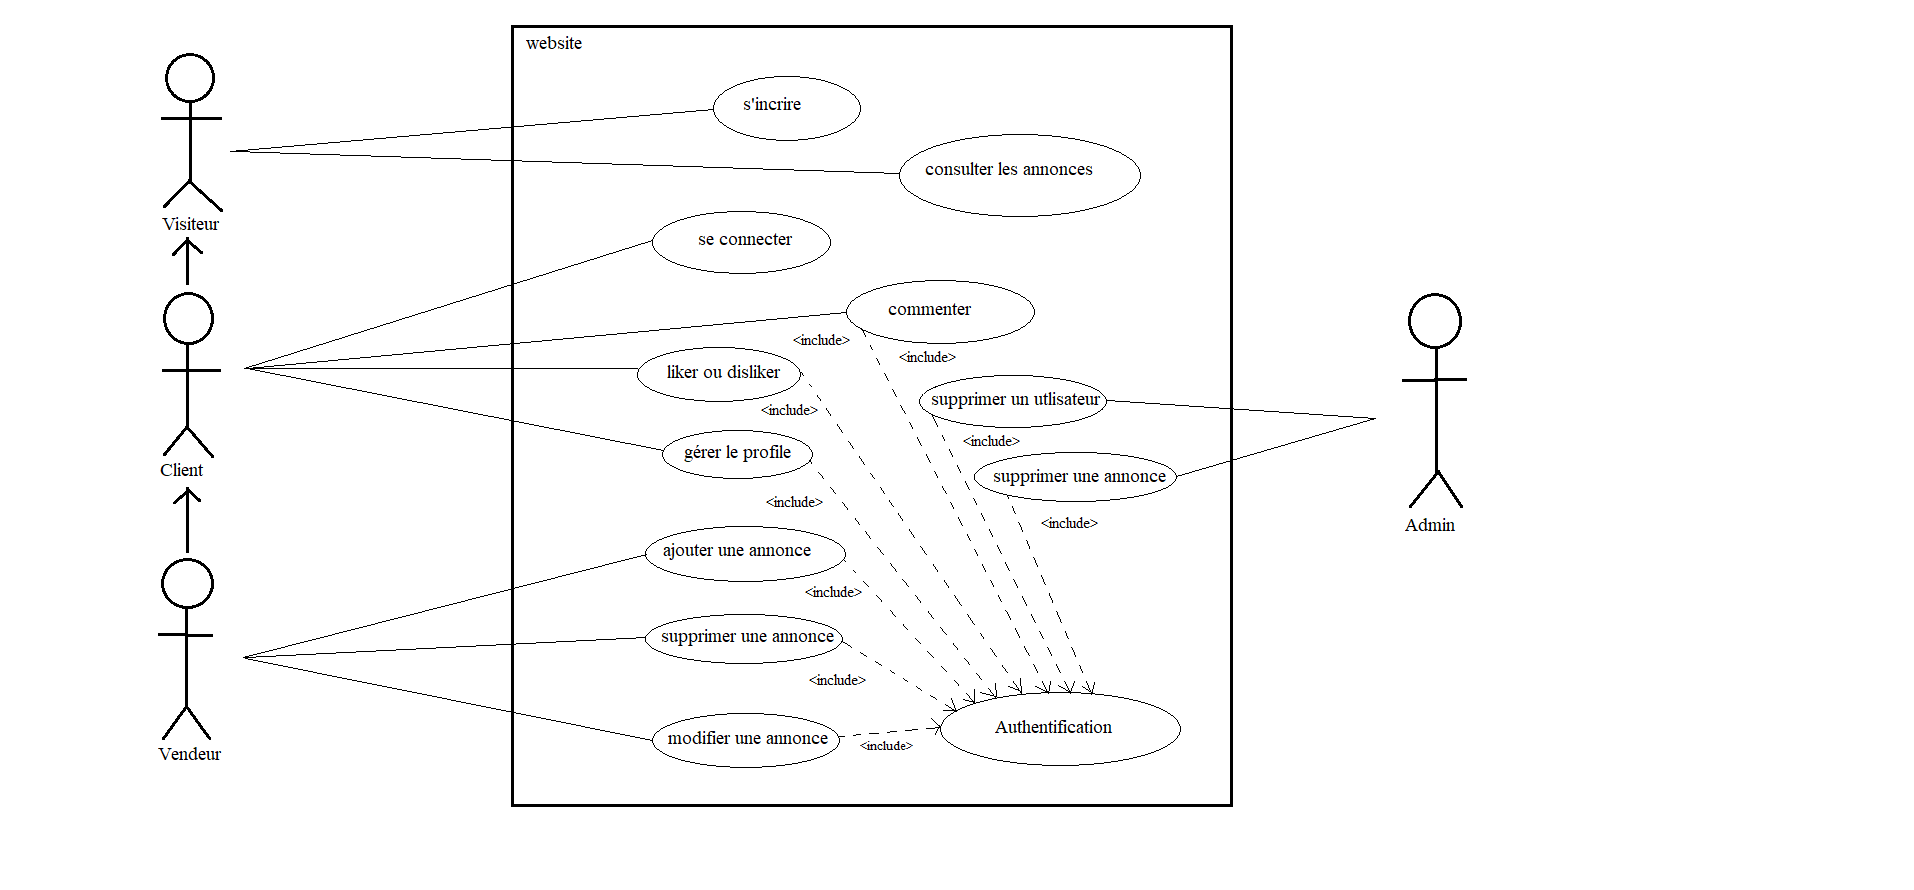 website
s'incrire
consulter les annonces
Visiteur
se connecter
commenter
<include>
<include>
liker ou disliker
supprimer un utlisateur
<include>
<include>
gérer le profile
supprimer une annonce
Client
<include>
<include>
Admin
ajouter une annonce
<include>
supprimer une annonce
<include>
Authentification
modifier une annonce
<include>
Vendeur